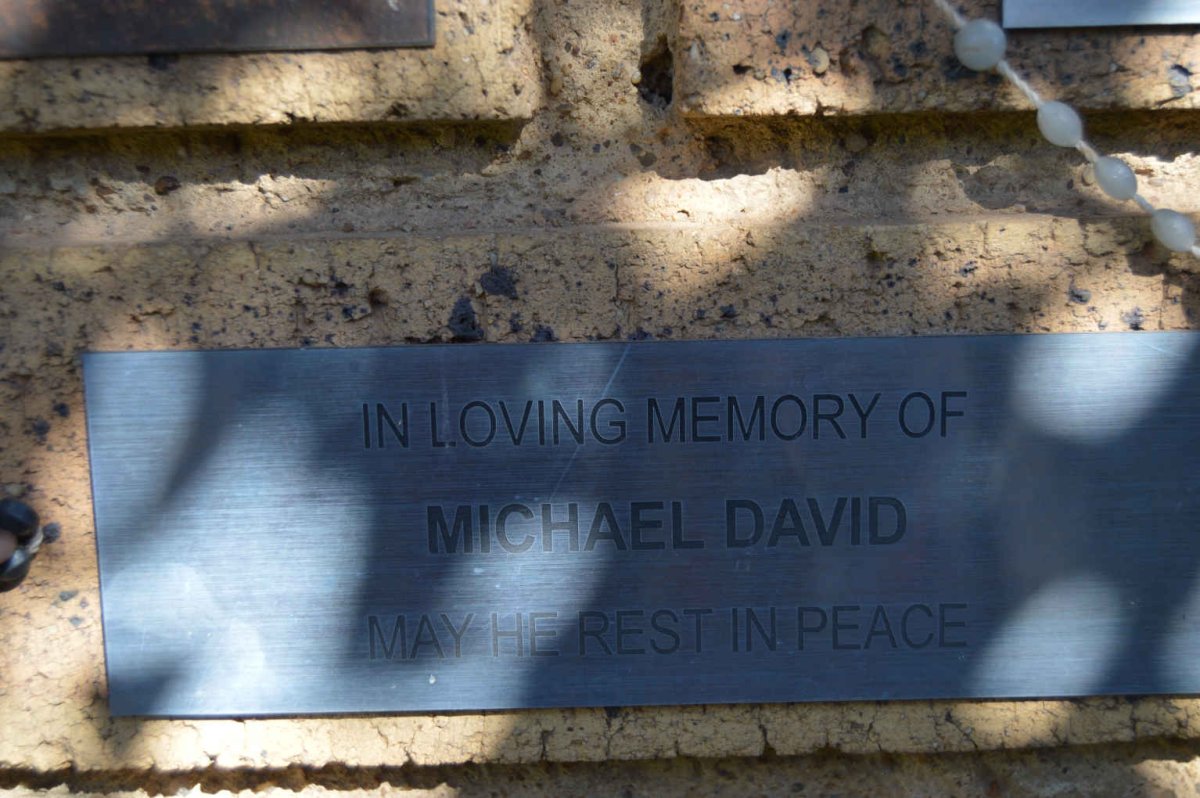 IN LOVING MEMORY OF
MICHAEL DAVID
MAY HE REST IN PEACE